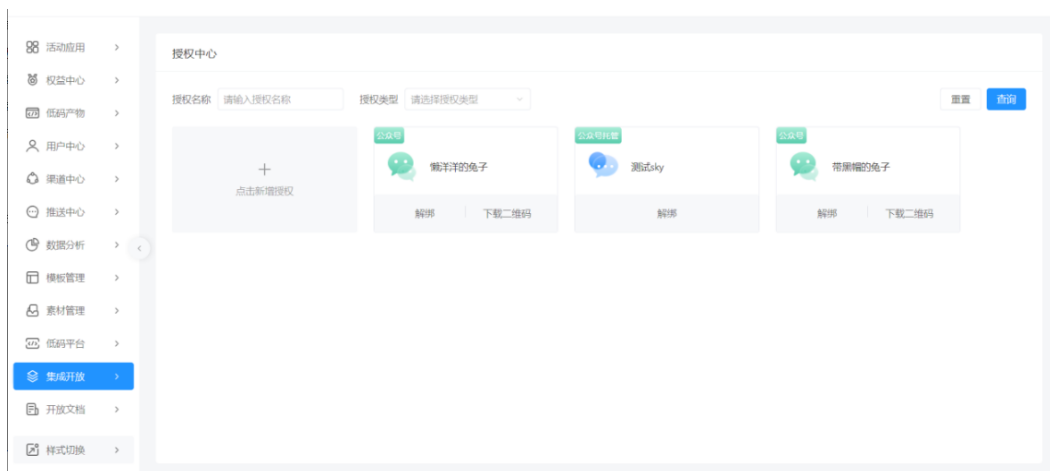 活动应用
权益中心
低码产物
用户中心
渠道中心
推送中心
数据分析
模板管理
素材管理
低码平台
集成开放
开放文档
样式切换
授权中心
授权名称 请输入授权名称 授权类型 请选择授权类型 重置 查询
点击新增授权
公众号
懒洋洋的兔子
解绑 下载二维码
公众号托管
测试sky
解绑
公众号
带黑帽的兔子
解绑 下载二维码